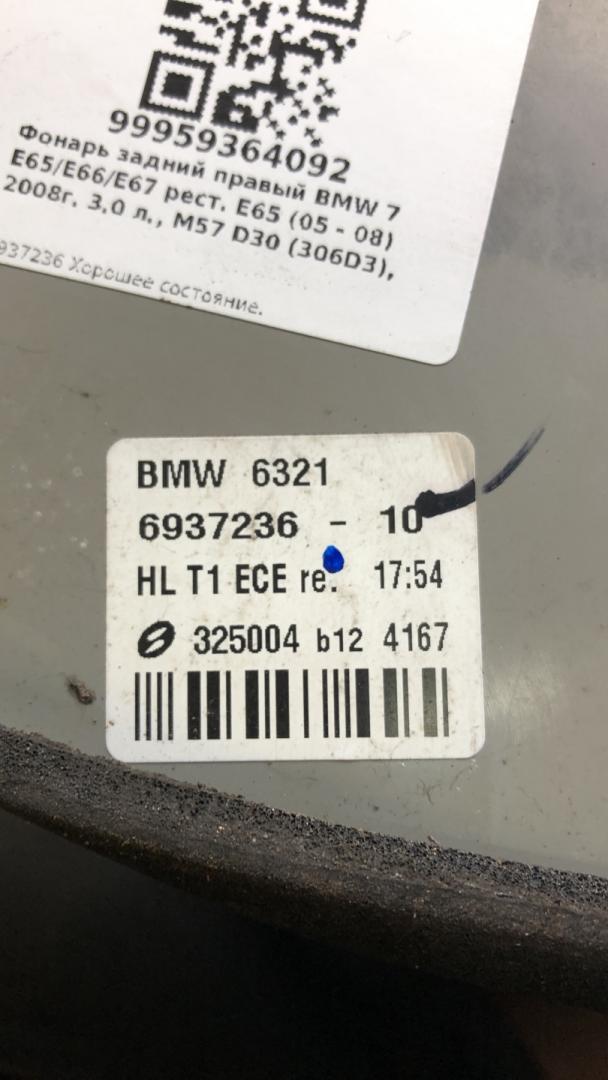 99959364092
Фонарь задний правый BMW 7
E65/E66/E67 рест. E65 (05 - 08)
2008г. 3.0 л., M57 D30 (306D3),
937236 Хорошее состояние.
BMW 6321
6937236 - 10
HL T1 ECE re. 17:54
325004 b12 4167